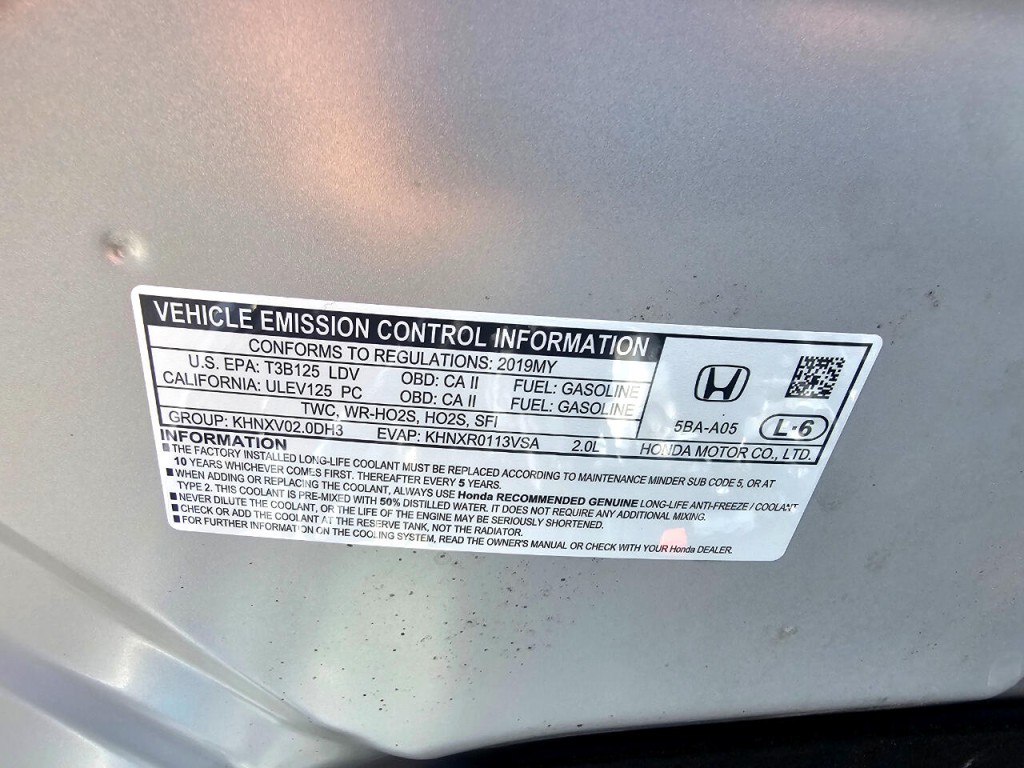 VEHICLE EMISSION CONTROL INFORMATION
CONFORMS TO REGULATIONS: 2019MY
U.S. EPA: T3B125 LDV OBD: CA II FUEL: GASOLINE
CALIFORNIA: ULEV125 PC OBD: CA II FUEL: GASOLINE
TWC, WR-HO2S, HO2S, SFI
5BA-A05 L-6
GROUP: KHNXV02.0DH3 EVAP: KHNXR0113VSA 2.0L HONDA MOTOR CO., LTD.
INFORMATION
■ THE FACTORY INSTALLED LONG-LIFE COOLANT MUST BE REPLACED ACCORDING TO MAINTENANCE MINDER SUB CODE 5, OR AT
10 YEARS WHICHEVER COMES FIRST. THEREAFTER EVERY 5 YEARS.
■ WHEN ADDING OR REPLACING THE COOLANT, ALWAYS USE Honda RECOMMENDED GENUINE LONG-LIFE ANTI-FREEZE / COOLANT
TYPE 2. THIS COOLANT IS PRE-MIXED WITH 50% DISTILLED WATER. IT DOES NOT REQUIRE ANY ADDITIONAL MIXING.
■ NEVER DILUTE THE COOLANT, OR THE LIFE OF THE ENGINE MAY BE SERIOUSLY SHORTENED.
■ CHECK OR ADD THE COOLANT AT THE RESERVE TANK, NOT THE RADIATOR.
■ FOR FURTHER INFORMATION ON THE COOLING SYSTEM, READ THE OWNER'S MANUAL OR CHECK WITH YOUR Honda DEALER.